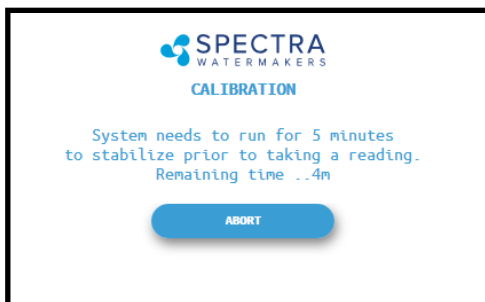 SPECTRA
WATERMAKERS
CALIBRATION
System needs to run for 5 minutes
to stabilize prior to taking a reading.
Remaining time ..4m
ABORT